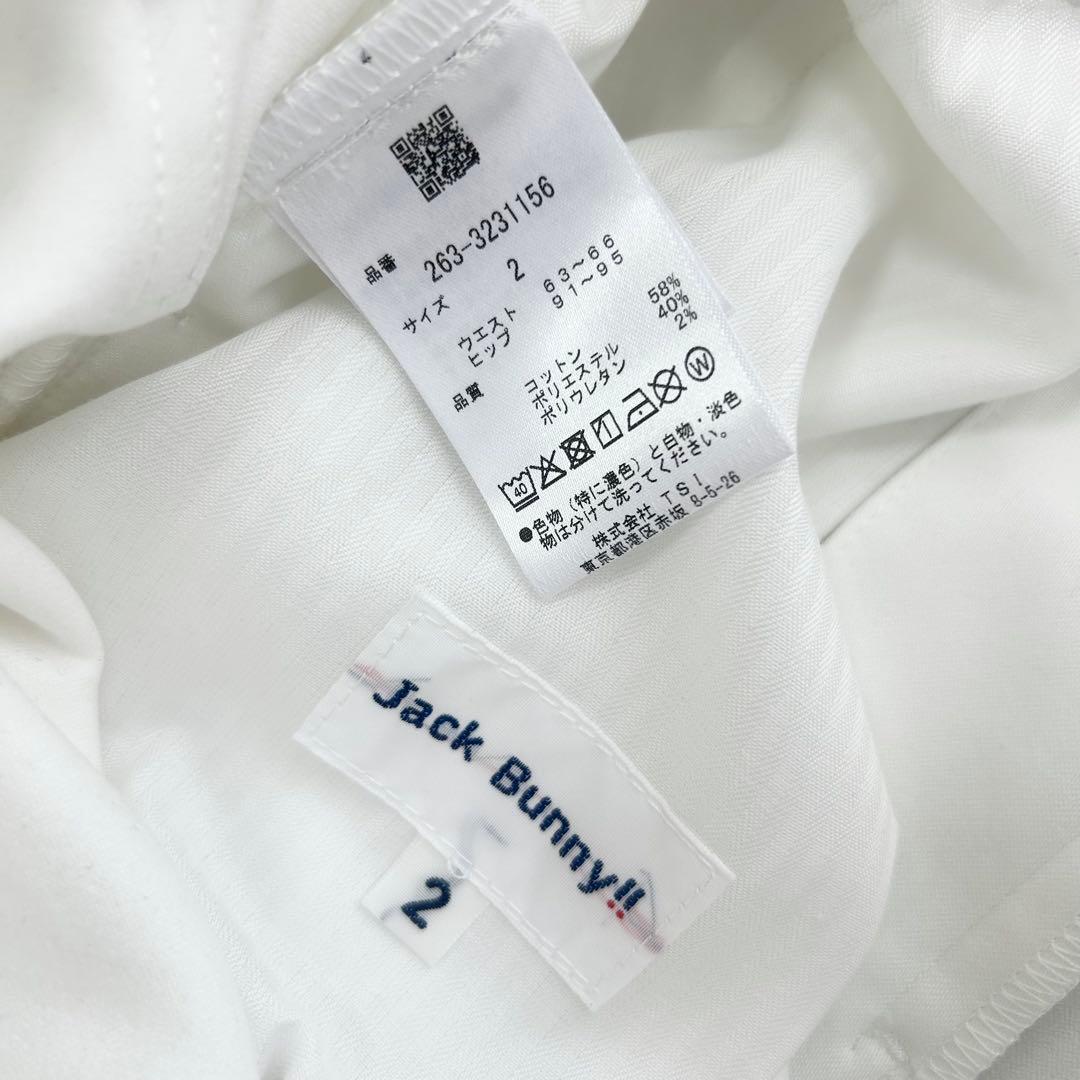 4
品番 263-3231156
サイズ 2
ウエスト 63～66
ヒップ 91～95
品質 コットン 58%
ポリエステル 40%
ポリウレタン 2%
40 W
●色物（特に濃色）と白物・淡色
物は分けて洗ってください。
株式会社 TSI
東京都港区赤坂 8-5-26
Jack Bunny!!
2